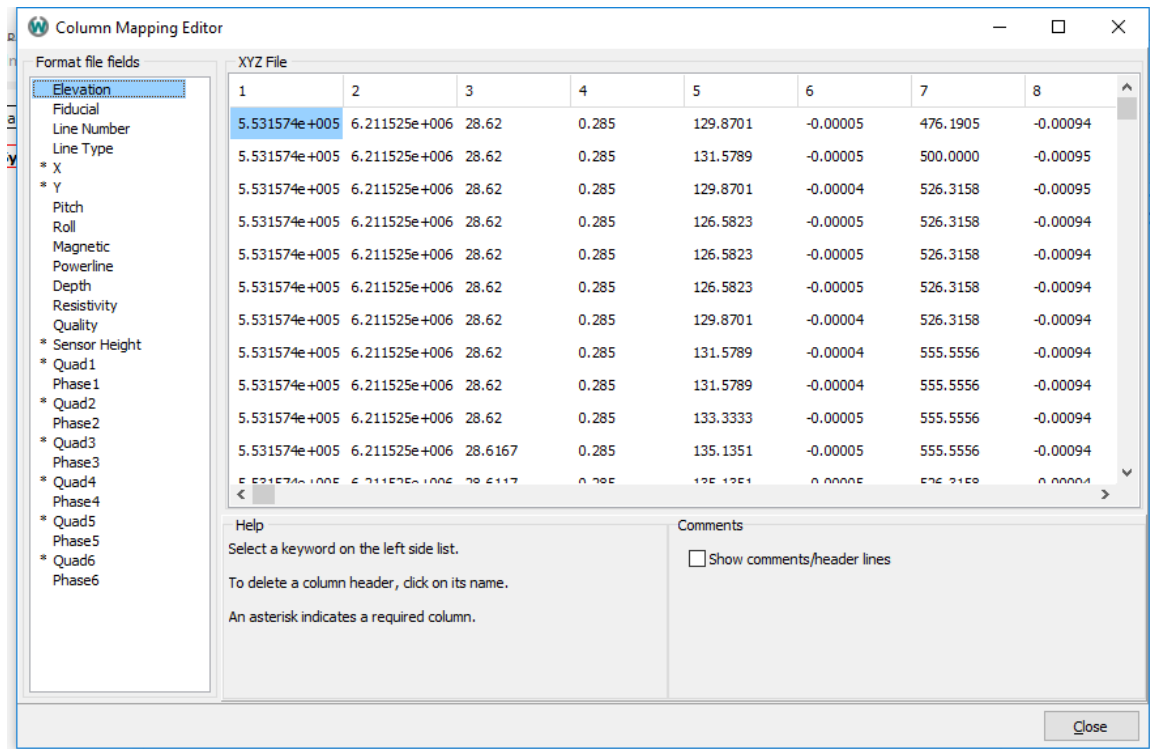 Column Mapping Editor
Format file fields
Elevation
Fiducial
Line Number
Line Type
* X
* Y
Pitch
Roll
Magnetic
Powerline
Depth
Resistivity
Quality
* Sensor Height
* Quad1
Phase1
* Quad2
Phase2
* Quad3
Phase3
* Quad4
Phase4
* Quad5
Phase5
* Quad6
Phase6
XYZ File
1 2 3 4 5 6 7 8
5.531574e+005 6.211525e+006 28.62 0.285 129.8701 -0.00005 476.1905 -0.00094
5.531574e+005 6.211525e+006 28.62 0.285 131.5789 -0.00005 500.0000 -0.00095
5.531574e+005 6.211525e+006 28.62 0.285 129.8701 -0.00004 526.3158 -0.00095
5.531574e+005 6.211525e+006 28.62 0.285 126.5823 -0.00005 526.3158 -0.00094
5.531574e+005 6.211525e+006 28.62 0.285 126.5823 -0.00005 526.3158 -0.00094
5.531574e+005 6.211525e+006 28.62 0.285 126.5823 -0.00005 526.3158 -0.00094
5.531574e+005 6.211525e+006 28.62 0.285 129.8701 -0.00004 526.3158 -0.00094
5.531574e+005 6.211525e+006 28.62 0.285 131.5789 -0.00004 555.5556 -0.00094
5.531574e+005 6.211525e+006 28.62 0.285 131.5789 -0.00004 555.5556 -0.00094
5.531574e+005 6.211525e+006 28.62 0.285 133.3333 -0.00005 555.5556 -0.00094
5.531574e+005 6.211525e+006 28.6167 0.285 135.1351 -0.00005 555.5556 -0.00094
Help
Select a keyword on the left side list.
To delete a column header, click on its name.
An asterisk indicates a required column.
Comments
Show comments/header lines
Close